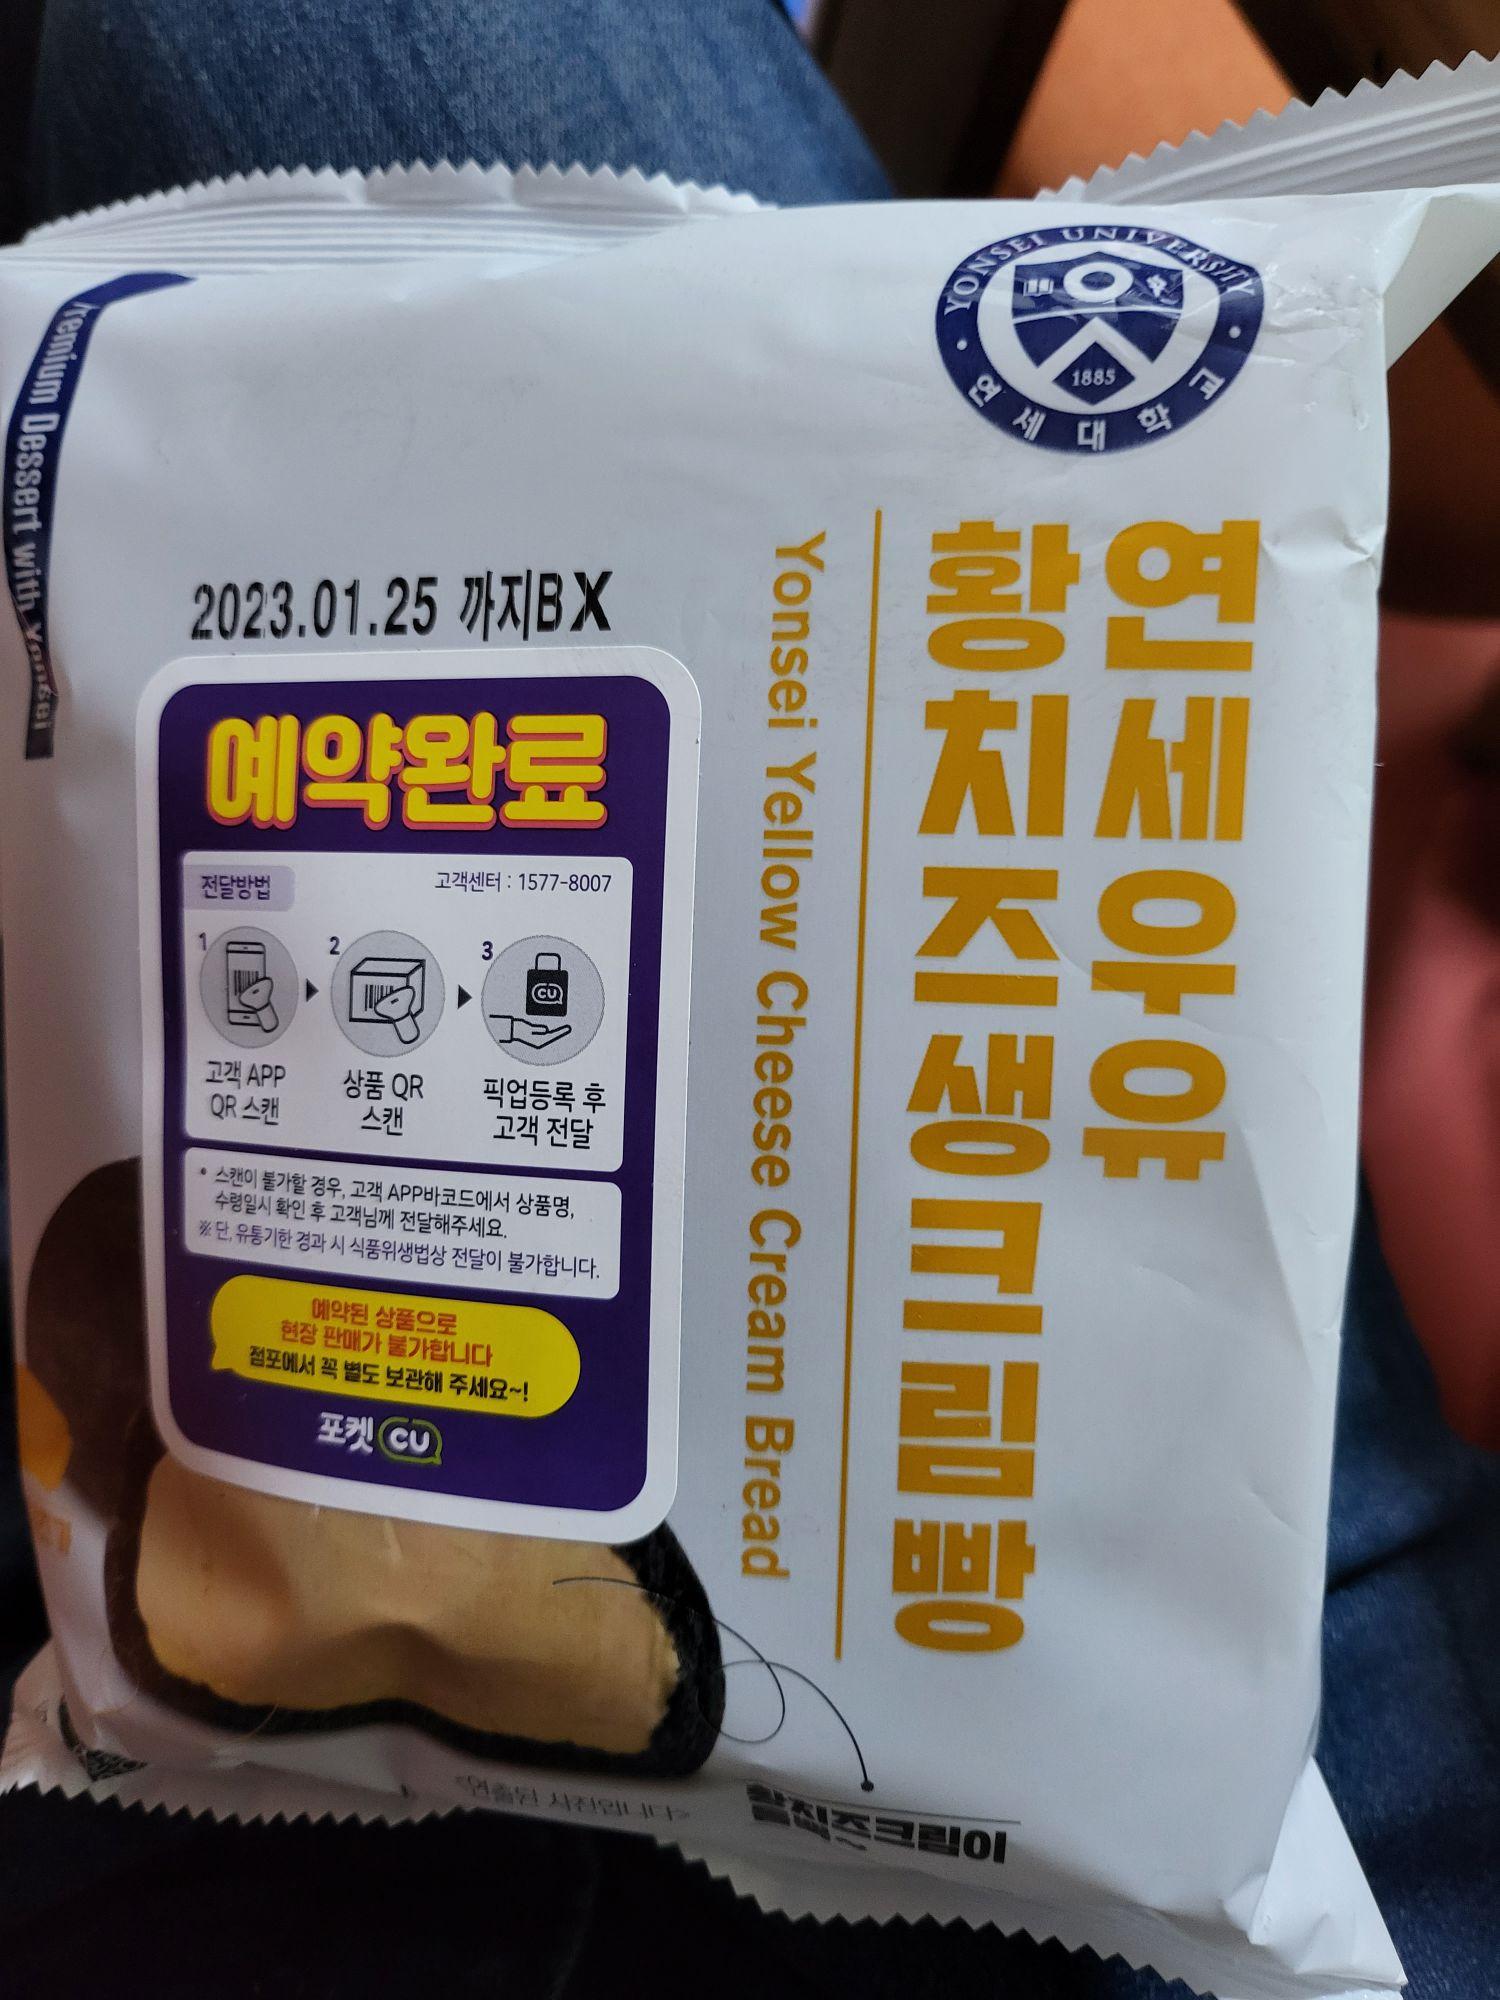 YONSEI UNIVERSITY
1885
연세대학교
연세우유
황치즈생크림빵
Yonsei Yellow Cheese Cream Bread
Premium Dessert with Yonsei
2023.01.25 까지BX
예약완료
전달방법
고객센터 : 1577-8007
1
2
3
CU
고객 APP
QR 스캔
상품 QR
스캔
픽업등록 후
고객 전달
• 스캔이 불가할 경우, 고객 APP바코드에서 상품명,
수령일시 확인 후 고객님께 전달해주세요.
※ 단, 유통기한 경과 시 식품위생법상 전달이 불가합니다.
예약된 상품으로
현장 판매가 불가합니다
점포에서 꼭 별도 보관해 주세요~!
포켓 CU
<연출된 사진입니다>
황치즈크림이